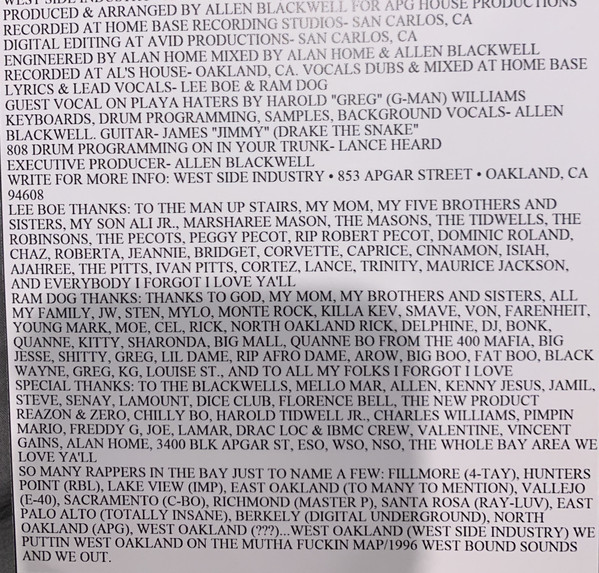 WEST SIDE INDUSTRY
PRODUCED & ARRANGED BY ALLEN BLACKWELL FOR APG HOUSE PRODUCTIONS
RECORDED AT HOME BASE RECORDING STUDIOS- SAN CARLOS, CA
DIGITAL EDITING AT AVID PRODUCTIONS- SAN CARLOS, CA
ENGINEERED BY ALAN HOME MIXED BY ALAN HOME & ALLEN BLACKWELL
RECORDED AT AL'S HOUSE- OAKLAND, CA. VOCALS DUBS & MIXED AT HOME BASE
LYRICS & LEAD VOCALS- LEE BOE & RAM DOG
GUEST VOCAL ON PLAYA HATERS BY HAROLD "GREG" (G-MAN) WILLIAMS
KEYBOARDS, DRUM PROGRAMMING, SAMPLES, BACKGROUND VOCALS- ALLEN
BLACKWELL. GUITAR- JAMES "JIMMY" (DRAKE THE SNAKE"
808 DRUM PROGRAMMING ON IN YOUR TRUNK- LANCE HEARD
EXECUTIVE PRODUCER- ALLEN BLACKWELL
WRITE FOR MORE INFO: WEST SIDE INDUSTRY • 853 APGAR STREET • OAKLAND, CA
94608
LEE BOE THANKS: TO THE MAN UP STAIRS, MY MOM, MY FIVE BROTHERS AND
SISTERS, MY SON ALI JR., MARSHAREE MASON, THE MASONS, THE TIDWELLS, THE
ROBINSONS, THE PECOTS, PEGGY PECOT, RIP ROBERT PECOT, DOMINIC ROLAND,
CHAZ, ROBERTA, JEANNIE, BRIDGET, CORVETTE, CAPRICE, CINNAMON, ISIAH,
AJAHREE, THE PITTS, IVAN PITTS, CORTEZ, LANCE, TRINITY, MAURICE JACKSON,
AND EVERYBODY I FORGOT I LOVE YA'LL
RAM DOG THANKS: THANKS TO GOD, MY MOM, MY BROTHERS AND SISTERS, ALL
MY FAMILY, JW, STEN, MYLO, MONTE ROCK, KILLA KEV, SMAVE, VON, FARENHEIT,
YOUNG MARK, MOE, CEL, RICK, NORTH OAKLAND RICK, DELPHINE, DJ, BONK,
QUANNE, KITTY, SHARONDA, BIG MALL, QUANNE BO FROM THE 400 MAFIA, BIG
JESSE, SHITTY, GREG, LIL DAME, RIP AFRO DAME, AROW, BIG BOO, FAT BOO, BLACK
WAYNE, GREG, KG, LOUISE ST., AND TO ALL MY FOLKS I FORGOT I LOVE
SPECIAL THANKS: TO THE BLACKWELLS, MELLO MAR, ALLEN, KENNY JESUS, JAMIL,
STEVE, SENAY, LAMOUNT, DICE CLUB, FLORENCE BELL, THE NEW PRODUCT
REAZON & ZERO, CHILLY BO, HAROLD TIDWELL JR., CHARLES WILLIAMS, PIMPIN
MARIO, FREDDY G, JOE, LAMAR, DRAC LOC & IBMC CREW, VALENTINE, VINCENT
GAINS, ALAN HOME, 3400 BLK APGAR ST, ESO, WSO, NSO, THE WHOLE BAY AREA WE
LOVE YA'LL
SO MANY RAPPERS IN THE BAY JUST TO NAME A FEW: FILLMORE (4-TAY), HUNTERS
POINT (RBL), LAKE VIEW (IMP), EAST OAKLAND (TO MANY TO MENTION), VALLEJO
(E-40), SACRAMENTO (C-BO), RICHMOND (MASTER P), SANTA ROSA (RAY-LUV), EAST
PALO ALTO (TOTALLY INSANE), BERKELY (DIGITAL UNDERGROUND), NORTH
OAKLAND (APG), WEST OAKLAND (???)...WEST OAKLAND (WEST SIDE INDUSTRY) WE
PUTTIN WEST OAKLAND ON THE MUTHA FUCKIN MAP/1996 WEST BOUND SOUNDS
AND WE OUT.